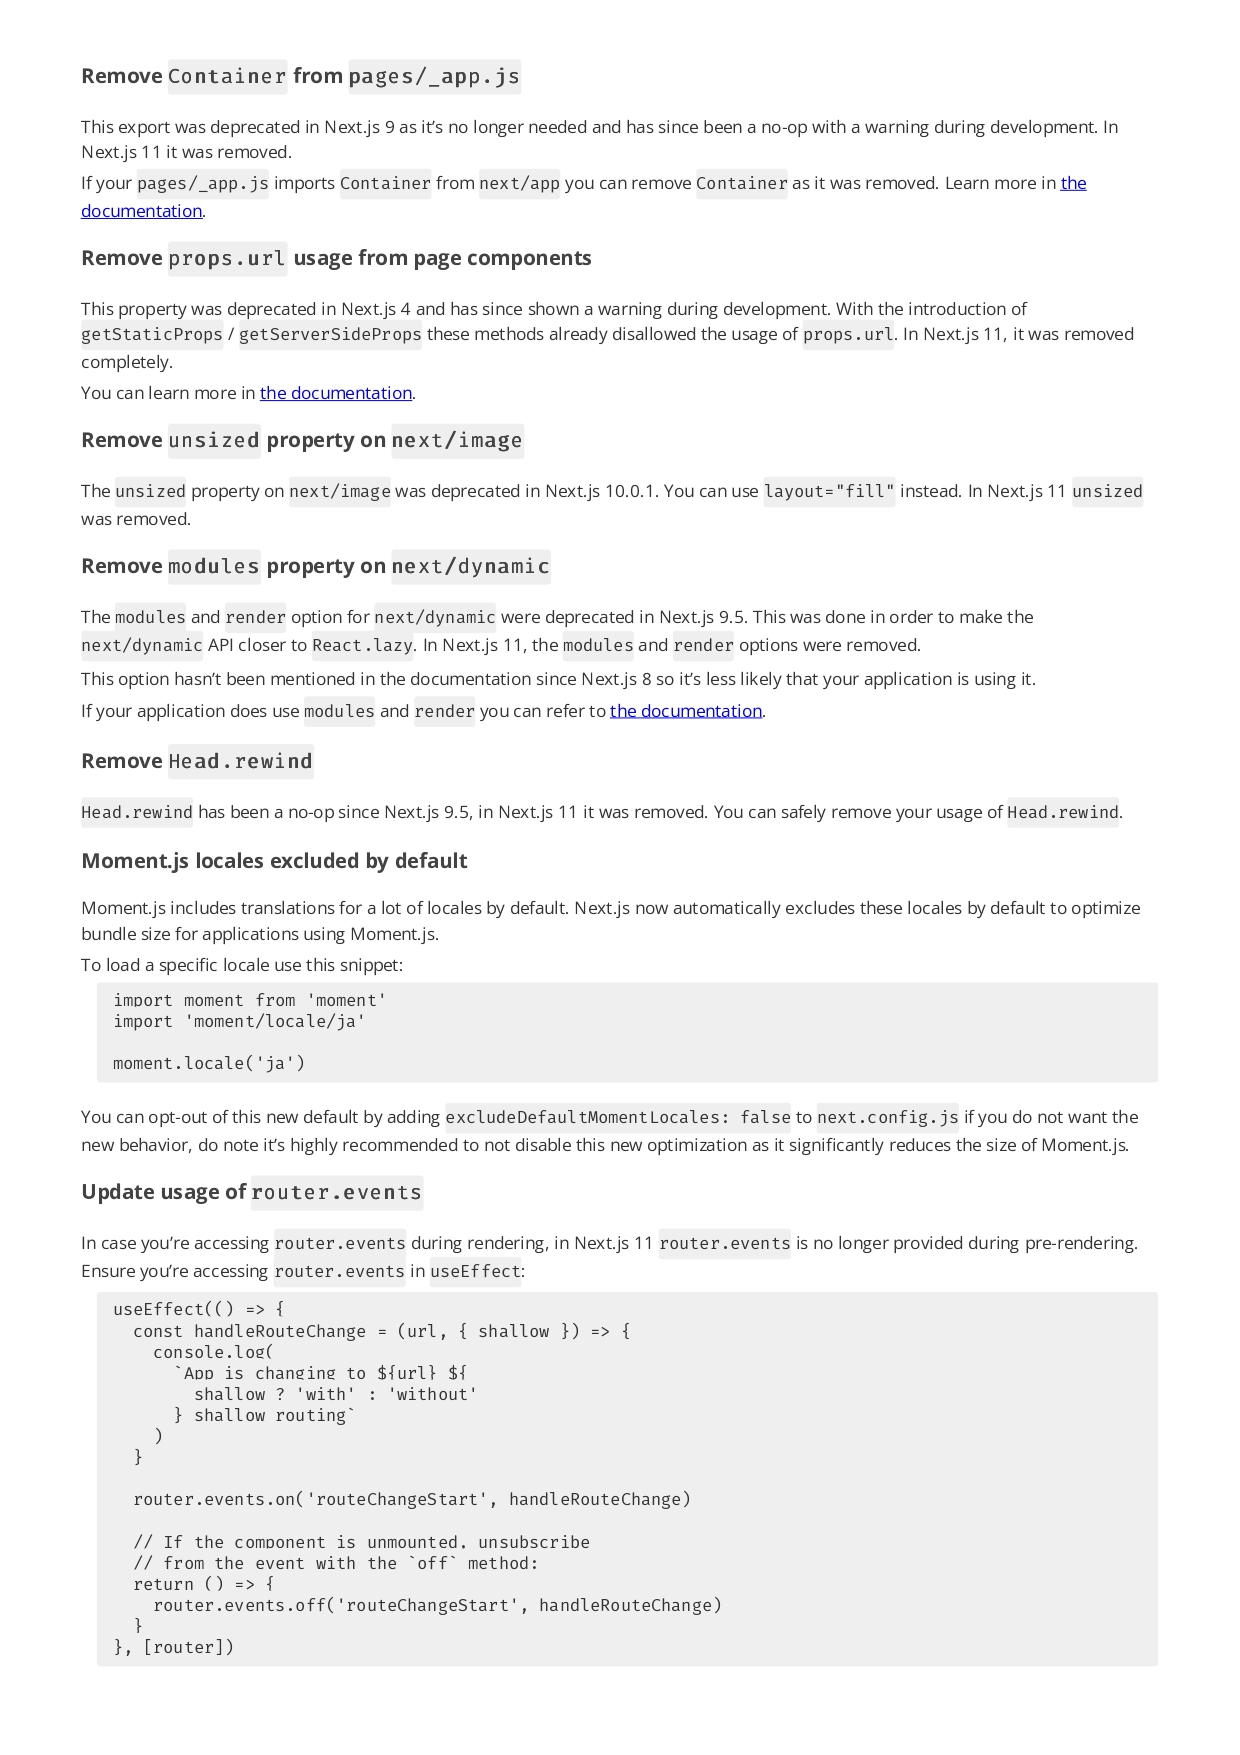 Remove Container from pages/_app.js
This export was deprecated in Next.js 9 as it’s no longer needed and has since been a no-op with a warning during development. In
Next.js 11 it was removed.
If your pages/_app.js imports Container from next/app you can remove Container as it was removed. Learn more in the
documentation.
Remove props.url usage from page components
This property was deprecated in Next.js 4 and has since shown a warning during development. With the introduction of
getStaticProps / getServerSideProps these methods already disallowed the usage of props.url. In Next.js 11, it was removed
completely.
You can learn more in the documentation.
Remove unsized property on next/image
The unsized property on next/image was deprecated in Next.js 10.0.1. You can use layout="fill" instead. In Next.js 11 unsized
was removed.
Remove modules property on next/dynamic
The modules and render option for next/dynamic were deprecated in Next.js 9.5. This was done in order to make the
next/dynamic API closer to React.lazy. In Next.js 11, the modules and render options were removed.
This option hasn’t been mentioned in the documentation since Next.js 8 so it’s less likely that your application is using it.
If your application does use modules and render you can refer to the documentation.
Remove Head.rewind
Head.rewind has been a no-op since Next.js 9.5, in Next.js 11 it was removed. You can safely remove your usage of Head.rewind.
Moment.js locales excluded by default
Moment.js includes translations for a lot of locales by default. Next.js now automatically excludes these locales by default to optimize
bundle size for applications using Moment.js.
To load a specific locale use this snippet:
import moment from 'moment'
import 'moment/locale/ja'

moment.locale('ja')
You can opt-out of this new default by adding excludeDefaultMomentLocales: false to next.config.js if you do not want the
new behavior, do note it’s highly recommended to not disable this new optimization as it significantly reduces the size of Moment.js.
Update usage of router.events
In case you’re accessing router.events during rendering, in Next.js 11 router.events is no longer provided during pre-rendering.
Ensure you’re accessing router.events in useEffect:
useEffect(() => {
  const handleRouteChange = (url, { shallow }) => {
    console.log(
      `App is changing to ${url} ${
        shallow ? 'with' : 'without'
      } shallow routing`
    )
  }

  router.events.on('routeChangeStart', handleRouteChange)

  // If the component is unmounted, unsubscribe
  // from the event with the `off` method:
  return () => {
    router.events.off('routeChangeStart', handleRouteChange)
  }
}, [router])